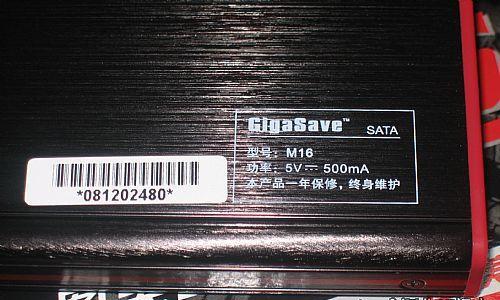 GigaSave™ SATA
型号：M16
功率：5V⎓500mA
本产品一年保修，终身维护
*081202480*